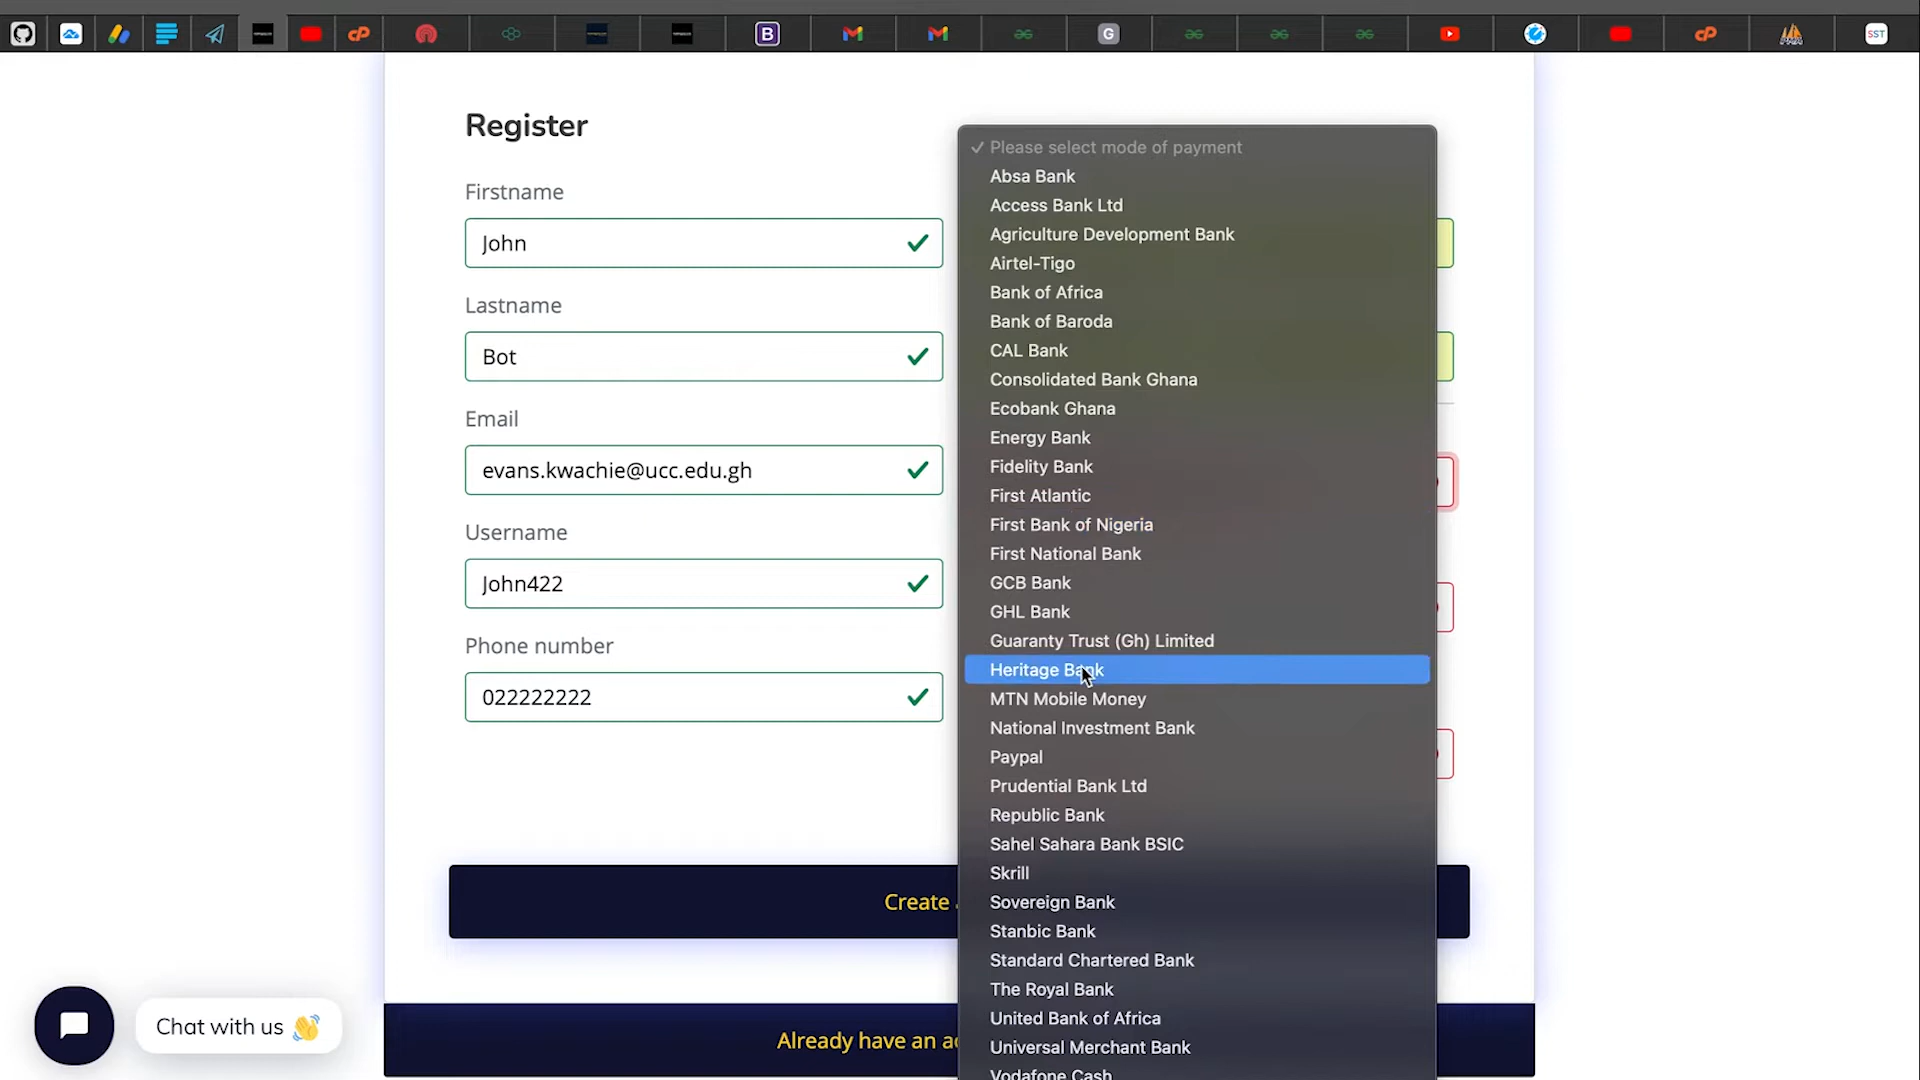 B
G
SST
Register
Firstname
John
Lastname
Bot
Email
evans.kwachie@ucc.edu.gh
Username
John422
Phone number
022222222
Please select mode of payment
Absa Bank
Access Bank Ltd
Agriculture Development Bank
Airtel-Tigo
Bank of Africa
Bank of Baroda
CAL Bank
Consolidated Bank Ghana
Ecobank Ghana
Energy Bank
Fidelity Bank
First Atlantic
First Bank of Nigeria
First National Bank
GCB Bank
GHL Bank
Guaranty Trust (Gh) Limited
Heritage Bank
MTN Mobile Money
National Investment Bank
Paypal
Prudential Bank Ltd
Republic Bank
Sahel Sahara Bank BSIC
Skrill
Sovereign Bank
Stanbic Bank
Standard Chartered Bank
The Royal Bank
United Bank of Africa
Universal Merchant Bank
Vodafone Cash
Create
Already have an
Chat with us